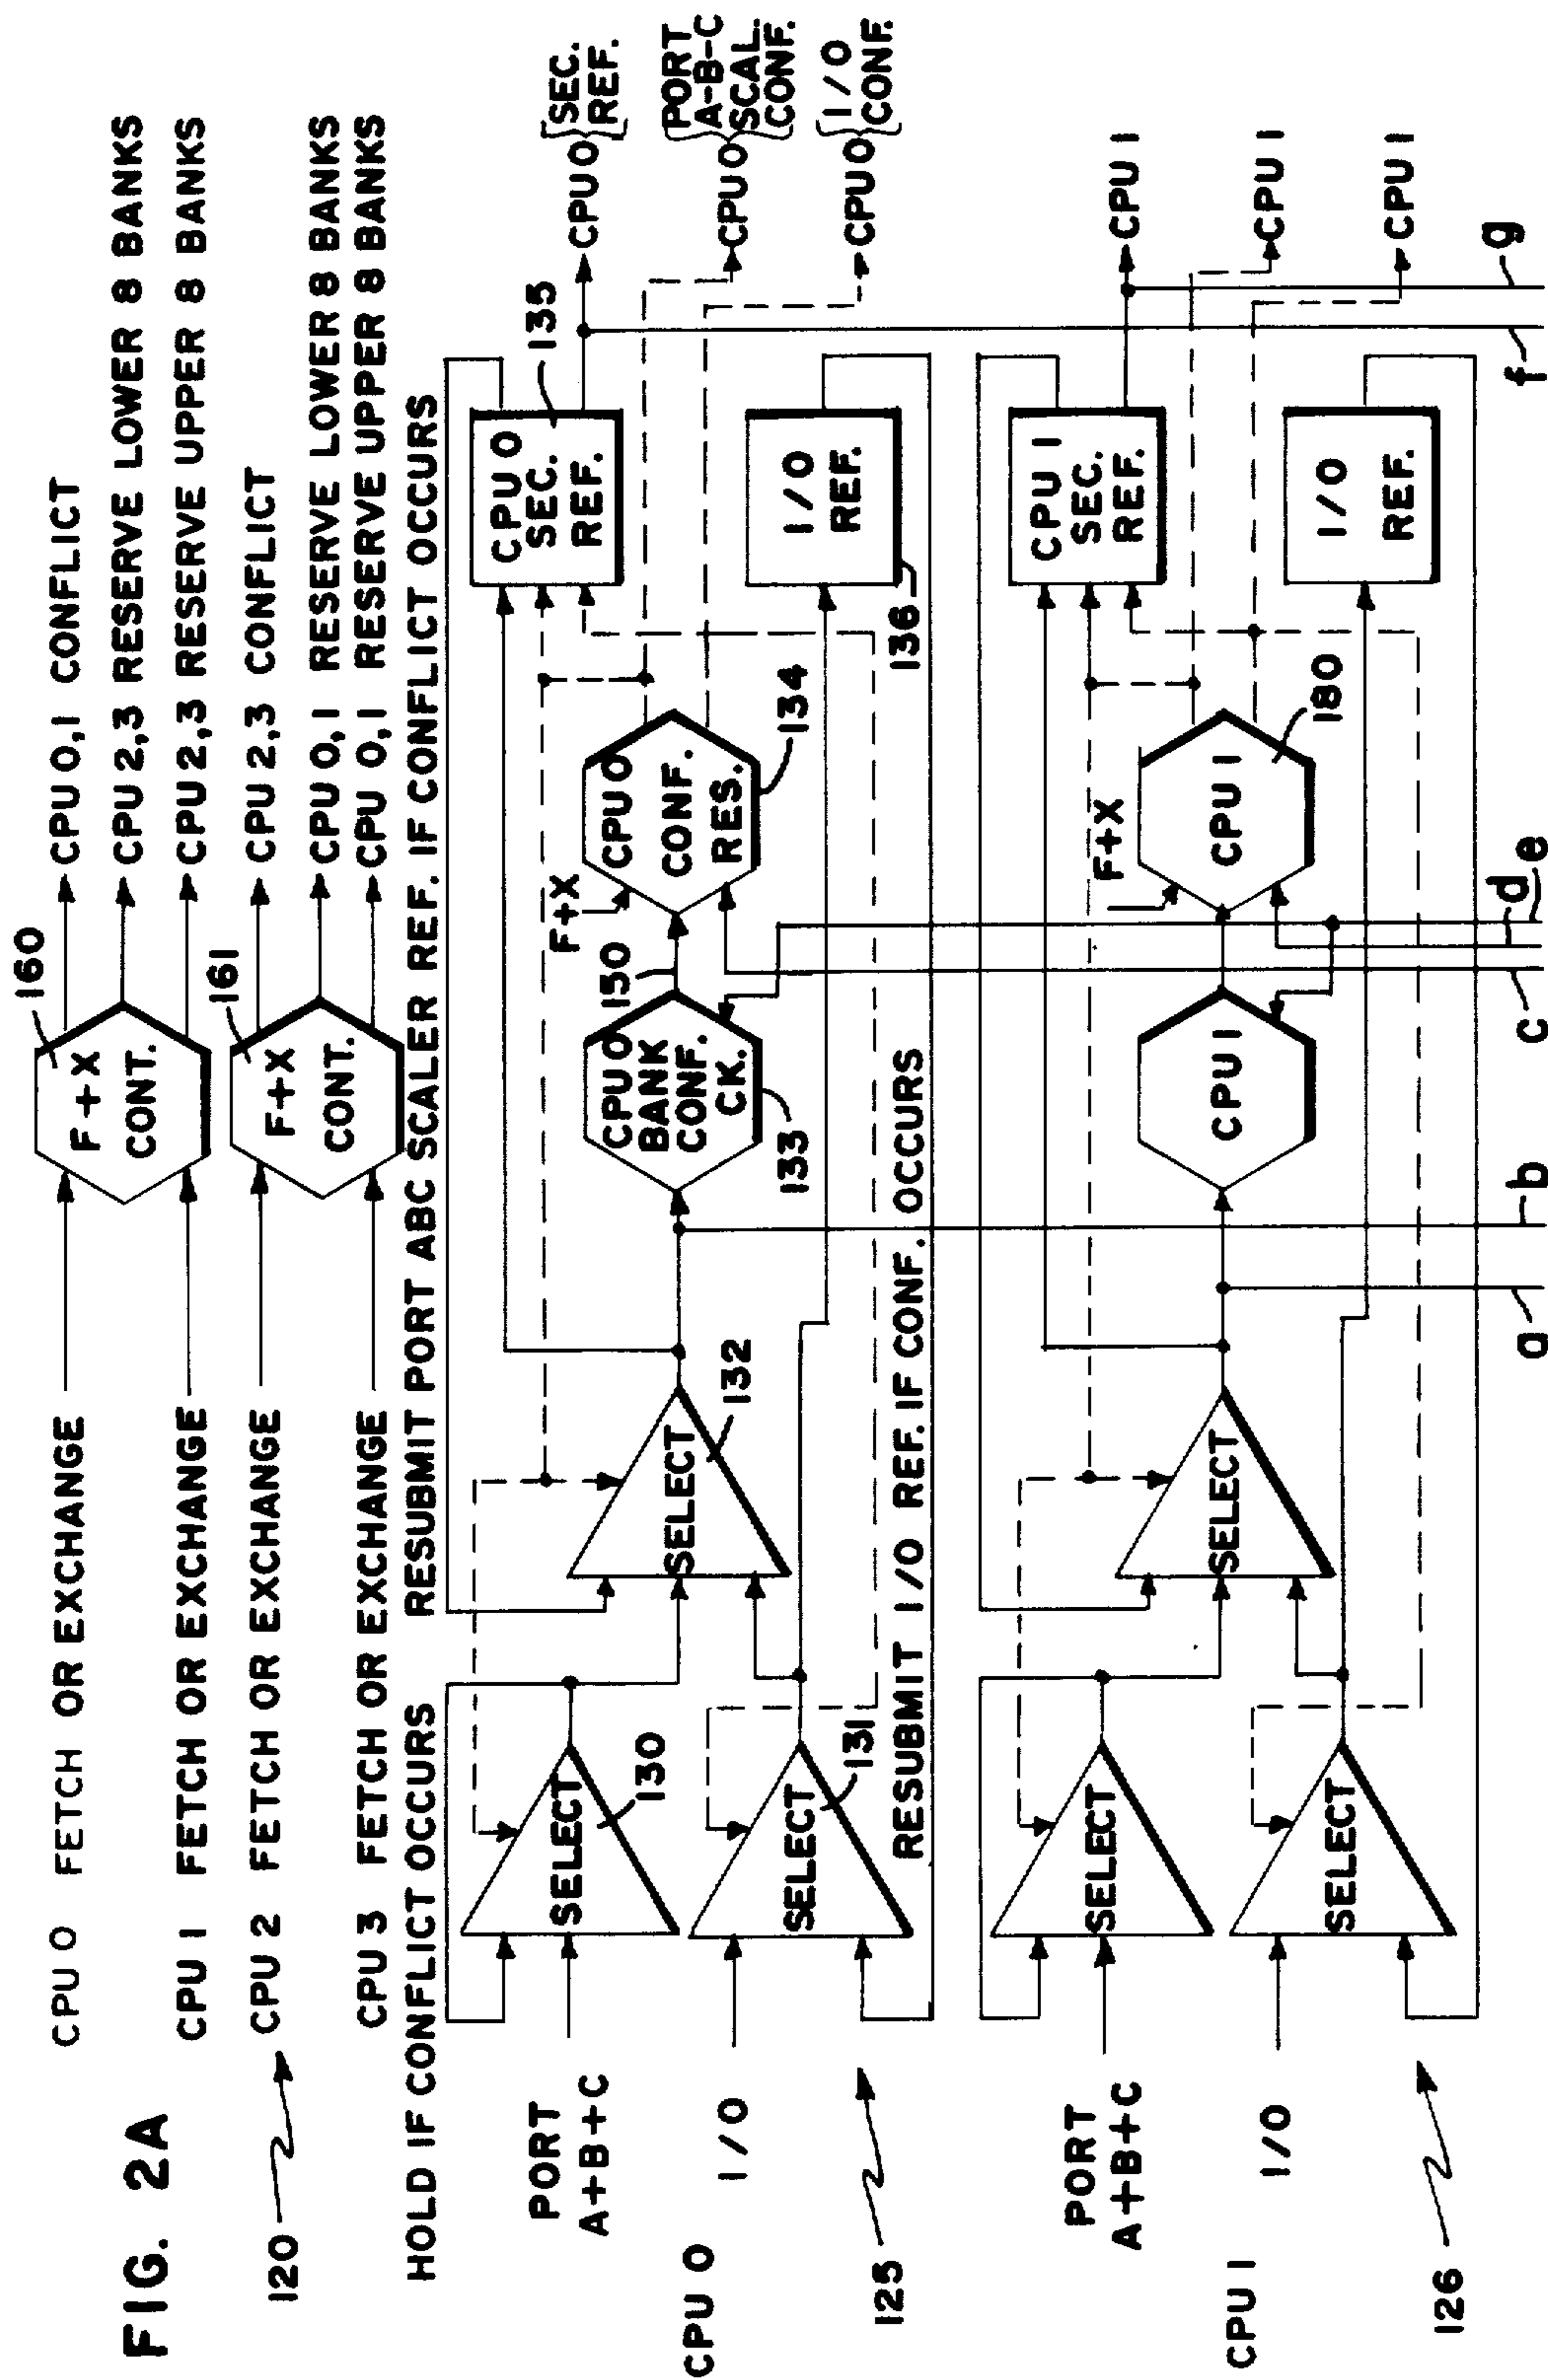 FIG. 2A
120
CPU 0 FETCH OR EXCHANGE
CPU 1 FETCH OR EXCHANGE
CPU 2 FETCH OR EXCHANGE
CPU 3 FETCH OR EXCHANGE
F+X
CONT.
160
F+X
CONT.
161
CPU 0,1 CONFLICT
CPU 2,3 RESERVE LOWER 8 BANKS
CPU 2,3 RESERVE UPPER 8 BANKS
CPU 2,3 CONFLICT
CPU 0,1 RESERVE LOWER 8 BANKS
CPU 0,1 RESERVE UPPER 8 BANKS
HOLD IF CONFLICT OCCURS
RESUBMIT PORT ABC SCALER REF. IF CONFLICT OCCURS
PORT
A+B+C
I/O
CPU 0
125
SELECT
130
SELECT
131
SELECT
132
CPU 0
BANK
CONF.
CK.
133
150
F+X
CPU 0
CONF.
RES.
134
CPU 0
SEC.
REF.
135
I/O
REF.
136
CPU 0
SEC.
REF.
CPU 0
PORT
A-B-C
SCAL.
CONF.
CPU 0
I/O
CONF.
RESUBMIT I/O REF. IF CONF. OCCURS
PORT
A+B+C
I/O
CPU 1
126
SELECT
SELECT
SELECT
CPU 1
F+X
CPU 1
180
CPU 1
SEC.
REF.
I/O
REF.
CPU 1
CPU 1
CPU 1
a
b
c
d
e
f
g